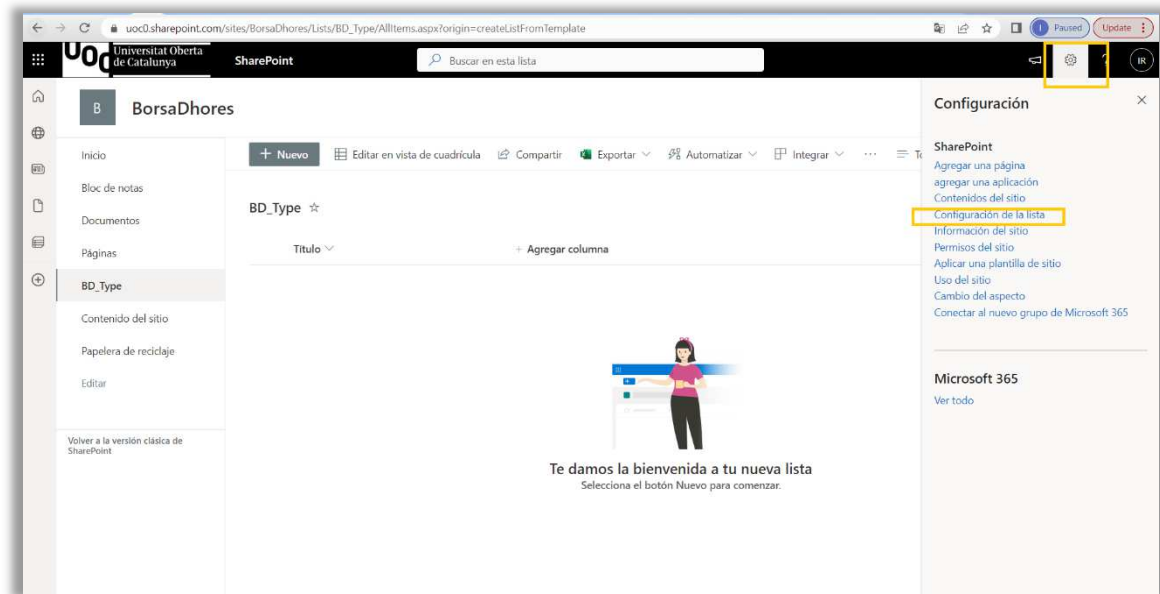 uoc0.sharepoint.com/sites/BorsaDhores/Lists/BD_Type/AllItems.aspx?origin=createListFromTemplate
I Paused
Update
UOC Universitat Oberta
de Catalunya
SharePoint
Buscar en esta lista
?
IR
B
BorsaDhores
Inicio
Bloc de notas
Documentos
Páginas
BD_Type
Contenido del sitio
Papelera de reciclaje
Editar
Volver a la versión clásica de
SharePoint
+ Nuevo
Editar en vista de cuadrícula
Compartir
Exportar
Automatizar
Integrar
···
BD_Type
Título
+ Agregar columna
Te damos la bienvenida a tu nueva lista
Selecciona el botón Nuevo para comenzar.
Configuración
SharePoint
Agregar una página
agregar una aplicación
Contenidos del sitio
Configuración de la lista
Información del sitio
Permisos del sitio
Aplicar una plantilla de sitio
Uso del sitio
Cambio del aspecto
Conectar al nuevo grupo de Microsoft 365
Microsoft 365
Ver todo